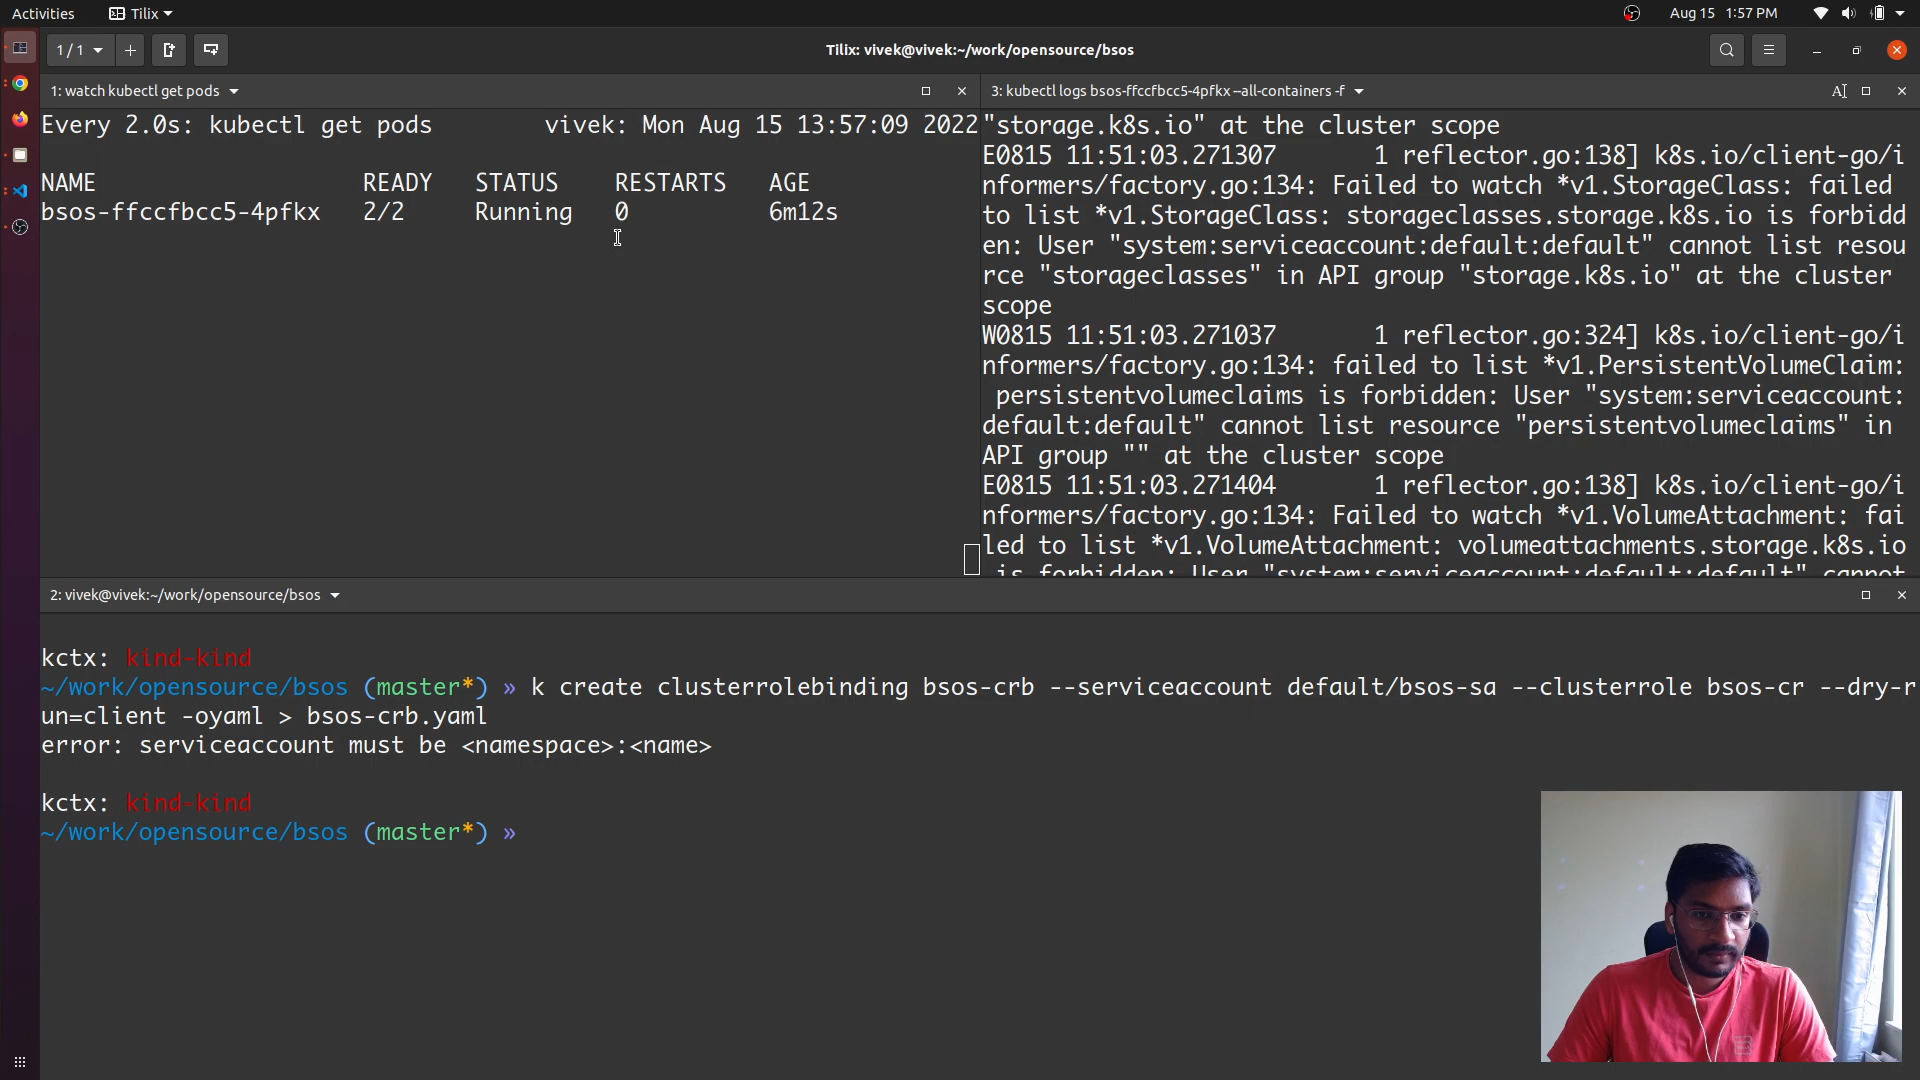 Activities
Tilix
Aug 15 1:57 PM
1 / 1
Tilix: vivek@vivek:~/work/opensource/bsos
1: watch kubectl get pods
Every 2.0s: kubectl get pods vivek: Mon Aug 15 13:57:09 2022
NAME READY STATUS RESTARTS AGE
bsos-ffccfbcc5-4pfkx 2/2 Running 0 6m12s
3: kubectl logs bsos-ffccfbcc5-4pfkx --all-containers -f
"storage.k8s.io" at the cluster scope
E0815 11:51:03.271307 1 reflector.go:138] k8s.io/client-go/i
nformers/factory.go:134: Failed to watch *v1.StorageClass: failed
to list *v1.StorageClass: storageclasses.storage.k8s.io is forbidd
en: User "system:serviceaccount:default:default" cannot list resou
rce "storageclasses" in API group "storage.k8s.io" at the cluster
scope
W0815 11:51:03.271037 1 reflector.go:324] k8s.io/client-go/i
nformers/factory.go:134: failed to list *v1.PersistentVolumeClaim:
persistentvolumeclaims is forbidden: User "system:serviceaccount:
default:default" cannot list resource "persistentvolumeclaims" in
API group "" at the cluster scope
E0815 11:51:03.271404 1 reflector.go:138] k8s.io/client-go/i
nformers/factory.go:134: Failed to watch *v1.VolumeAttachment: fai
led to list *v1.VolumeAttachment: volumeattachments.storage.k8s.io
is forbidden: User "system:serviceaccount:default:default" cannot
2: vivek@vivek:~/work/opensource/bsos
kctx: kind-kind
~/work/opensource/bsos (master*) » k create clusterrolebinding bsos-crb --serviceaccount default/bsos-sa --clusterrole bsos-cr --dry-r
un=client -oyaml > bsos-crb.yaml
error: serviceaccount must be <namespace>:<name>
kctx: kind-kind
~/work/opensource/bsos (master*) »